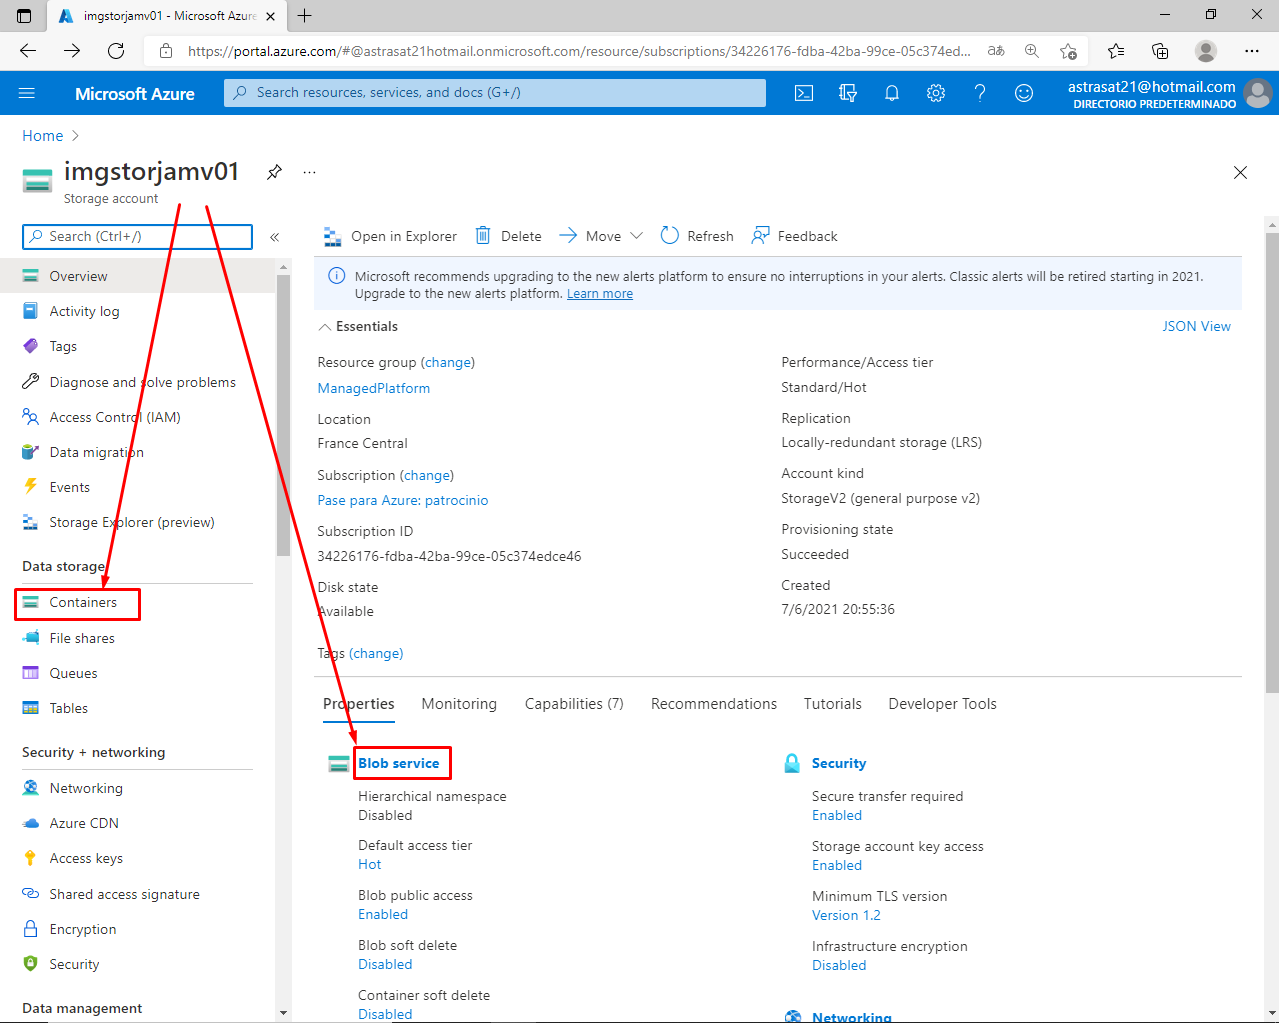 imgstorjamv01 - Microsoft Azure
https://portal.azure.com/#@astrasat21hotmail.onmicrosoft.com/resource/subscriptions/34226176-fdba-42ba-99ce-05c374ed...
Microsoft Azure
Search resources, services, and docs (G+/)
astrasat21@hotmail.com
DIRECTORIO PREDETERMINADO
Home
imgstorjamv01
Storage account
Search (Ctrl+/)
Overview
Activity log
Tags
Diagnose and solve problems
Access Control (IAM)
Data migration
Events
Storage Explorer (preview)
Data storage
Containers
File shares
Queues
Tables
Security + networking
Networking
Azure CDN
Access keys
Shared access signature
Encryption
Security
Data management
Open in Explorer
Delete
Move
Refresh
Feedback
Microsoft recommends upgrading to the new alerts platform to ensure no interruptions in your alerts. Classic alerts will be retired starting in 2021.
Upgrade to the new alerts platform. Learn more
Essentials
JSON View
Resource group (change)
ManagedPlatform
Location
France Central
Subscription (change)
Pase para Azure: patrocinio
Subscription ID
34226176-fdba-42ba-99ce-05c374edce46
Disk state
Available
Tags (change)
Performance/Access tier
Standard/Hot
Replication
Locally-redundant storage (LRS)
Account kind
StorageV2 (general purpose v2)
Provisioning state
Succeeded
Created
7/6/2021 20:55:36
Properties
Monitoring
Capabilities (7)
Recommendations
Tutorials
Developer Tools
Blob service
Hierarchical namespace
Disabled
Default access tier
Hot
Blob public access
Enabled
Blob soft delete
Disabled
Container soft delete
Disabled
Security
Secure transfer required
Enabled
Storage account key access
Enabled
Minimum TLS version
Version 1.2
Infrastructure encryption
Disabled
Networking